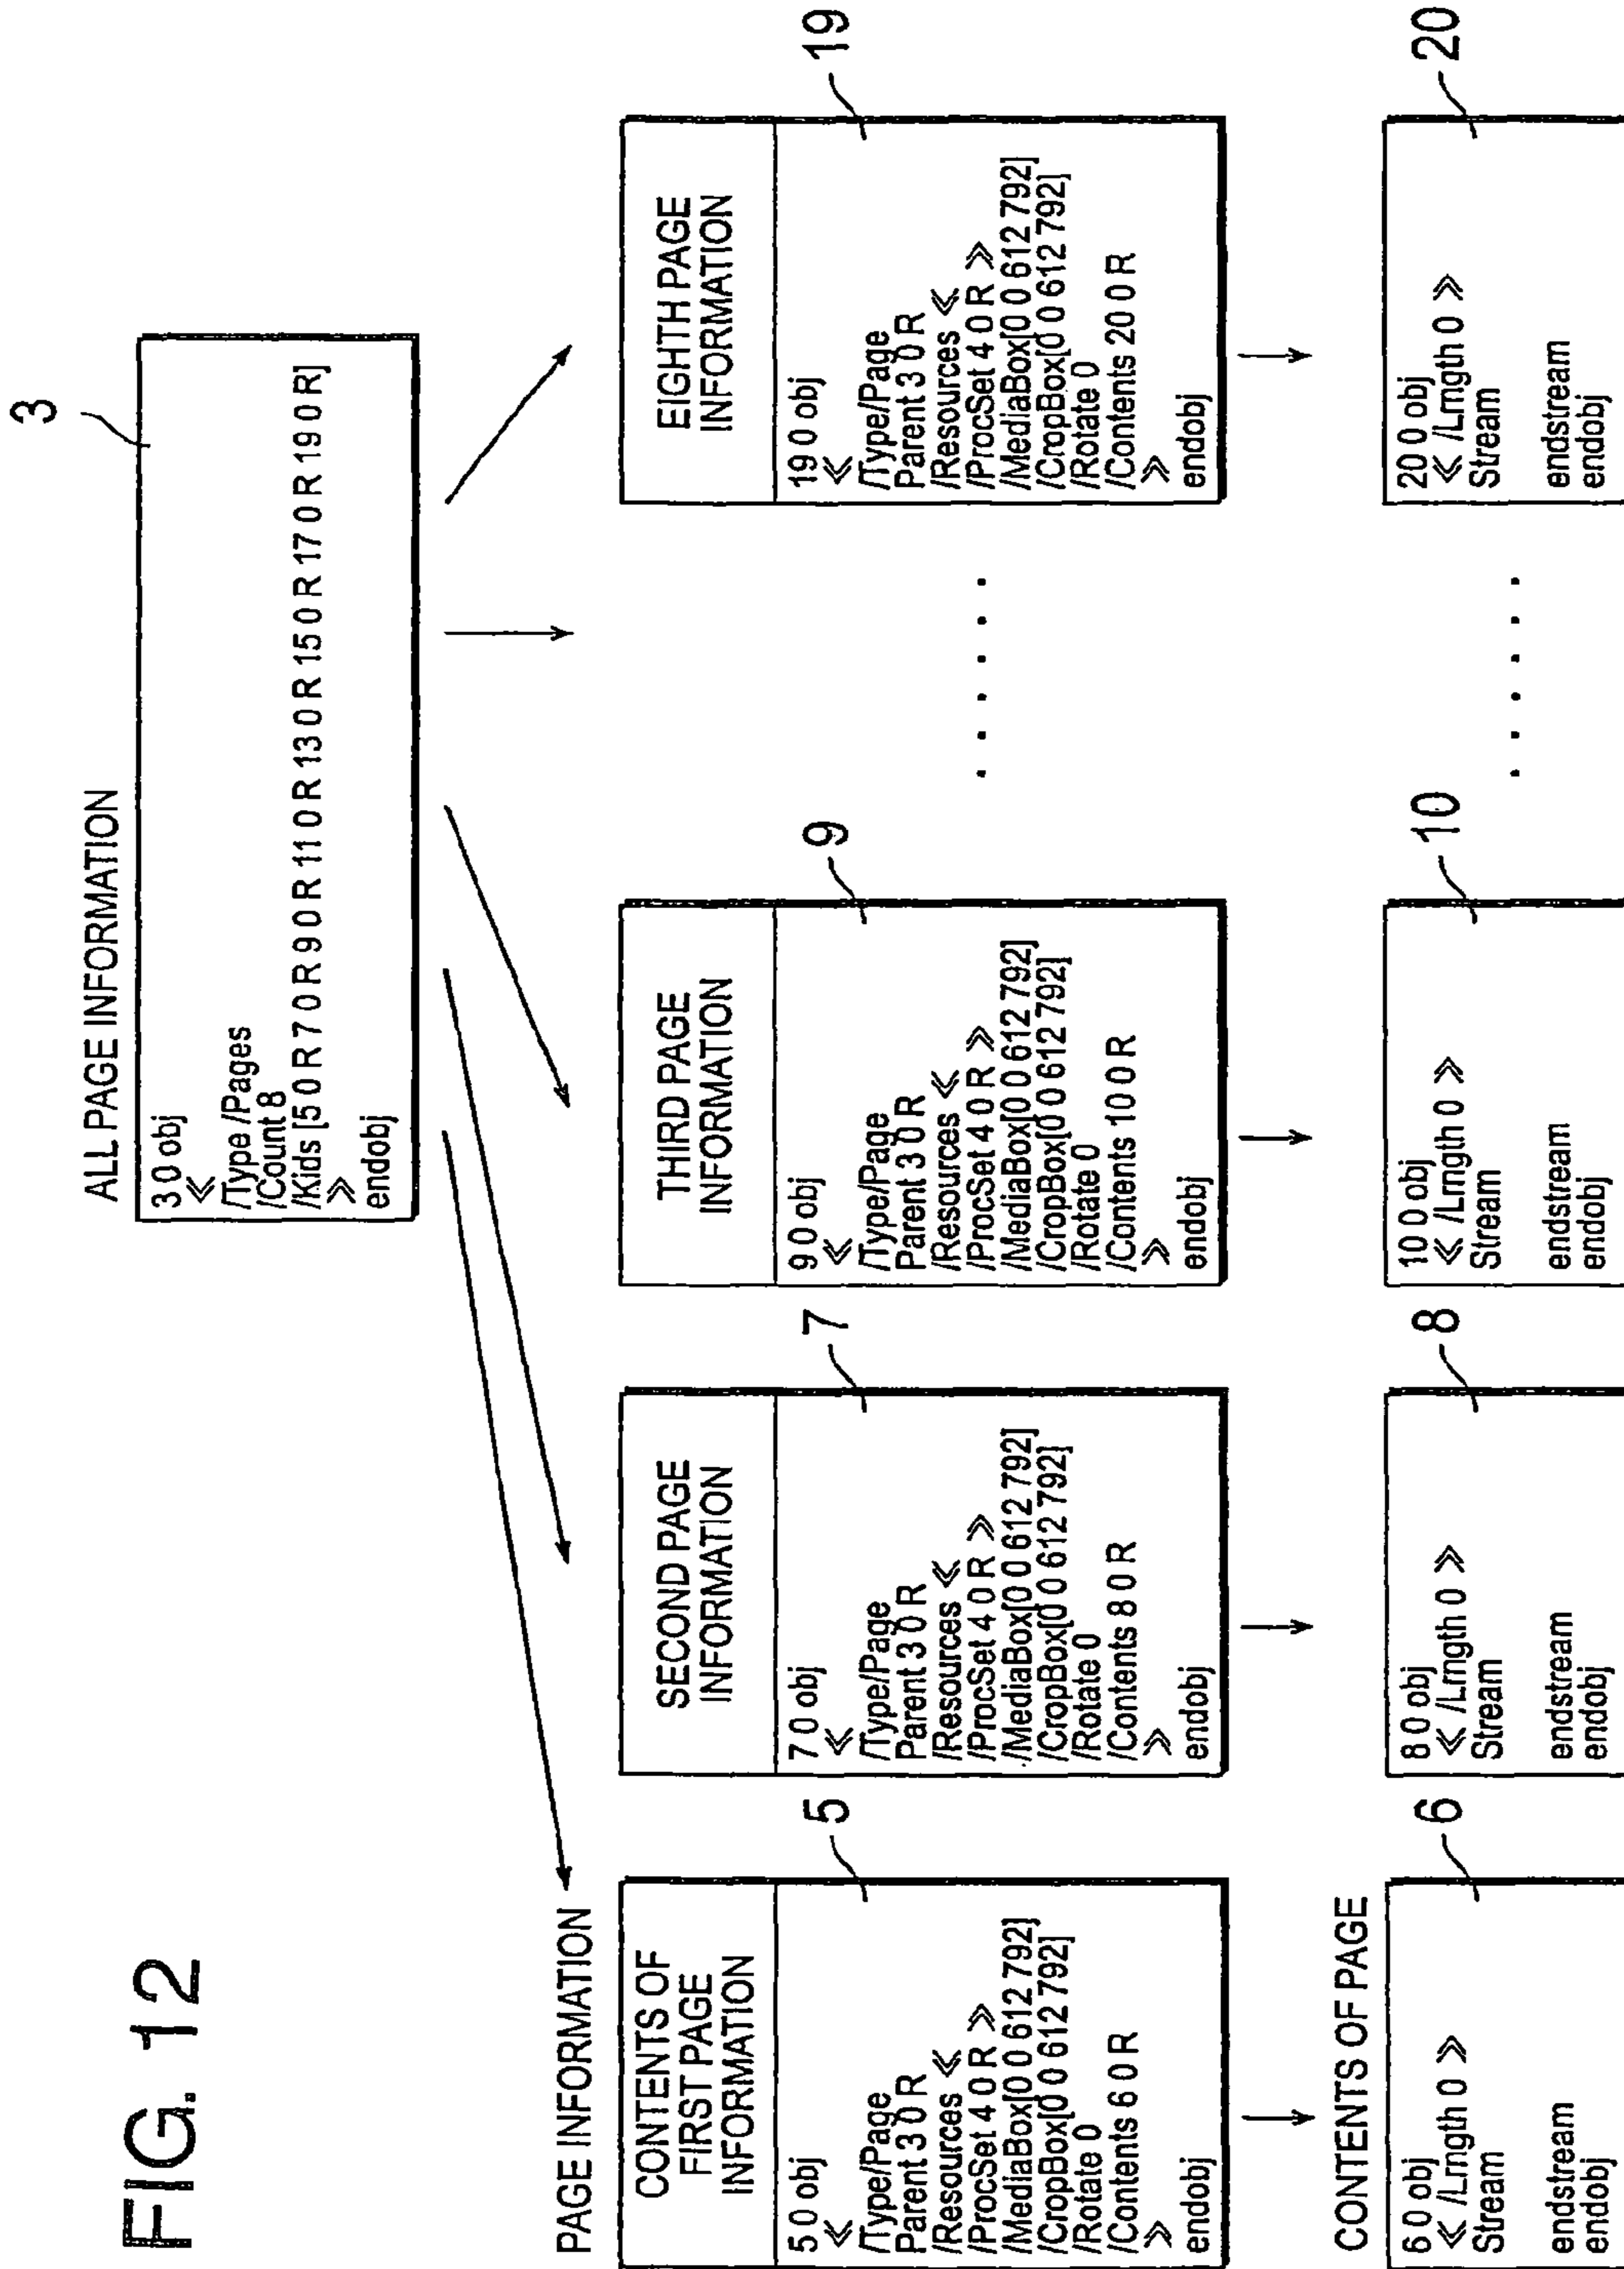 FIG. 12
ALL PAGE INFORMATION
3
3 0 obj
≪
/Type /Pages
/Count 8
/Kids [5 0 R 7 0 R 9 0 R 11 0 R 13 0 R 15 0 R 17 0 R 19 0 R]
≫
endobj
PAGE INFORMATION
CONTENTS OF
FIRST PAGE
INFORMATION
5
5 0 obj
≪
/Type/Page
Parent 3 0 R
/Resources ≪
/ProcSet 4 0 R ≫
/MediaBox[0 0 612 792]
/CropBox[0 0 612 792]
/Rotate 0
/Contents 6 0 R
≫
endobj
SECOND PAGE
INFORMATION
7
7 0 obj
≪
/Type/Page
Parent 3 0 R
/Resources ≪
/ProcSet 4 0 R ≫
/MediaBox[0 0 612 792]
/CropBox[0 0 612 792]
/Rotate 0
/Contents 8 0 R
≫
endobj
THIRD PAGE
INFORMATION
9
9 0 obj
≪
/Type/Page
Parent 3 0 R
/Resources ≪
/ProcSet 4 0 R ≫
/MediaBox[0 0 612 792]
/CropBox[0 0 612 792]
/Rotate 0
/Contents 10 0 R
≫
endobj
. . . . . .
EIGHTH PAGE
INFORMATION
19
19 0 obj
≪
/Type/Page
Parent 3 0 R
/Resources ≪
/ProcSet 4 0 R ≫
/MediaBox[0 0 612 792]
/CropBox[0 0 612 792]
/Rotate 0
/Contents 20 0 R
≫
endobj
CONTENTS OF PAGE
6
6 0 obj
≪ /Lrngth 0 ≫
Stream
endstream
endobj
8
8 0 obj
≪ /Lrngth 0 ≫
Stream
endstream
endobj
10
10 0 obj
≪ /Lrngth 0 ≫
Stream
endstream
endobj
. . . . . .
20
20 0 obj
≪ /Lrngth 0 ≫
Stream
endstream
endobj